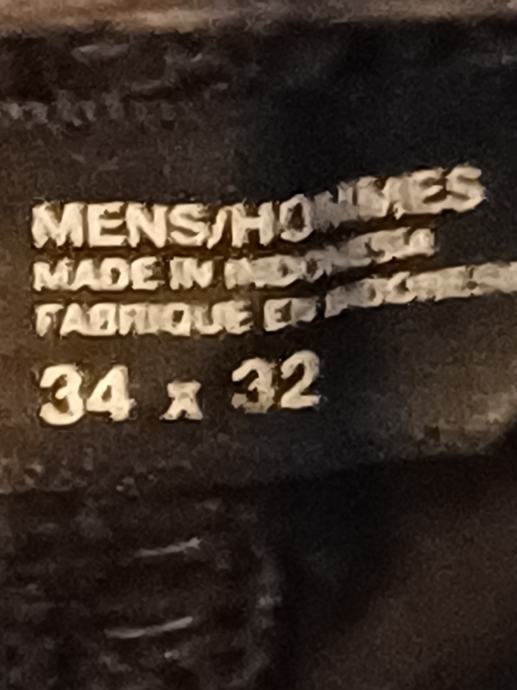 MENS/HOMMES
MADE IN INDONESIA
FABRIQUE EN INDONESIE
34 x 32